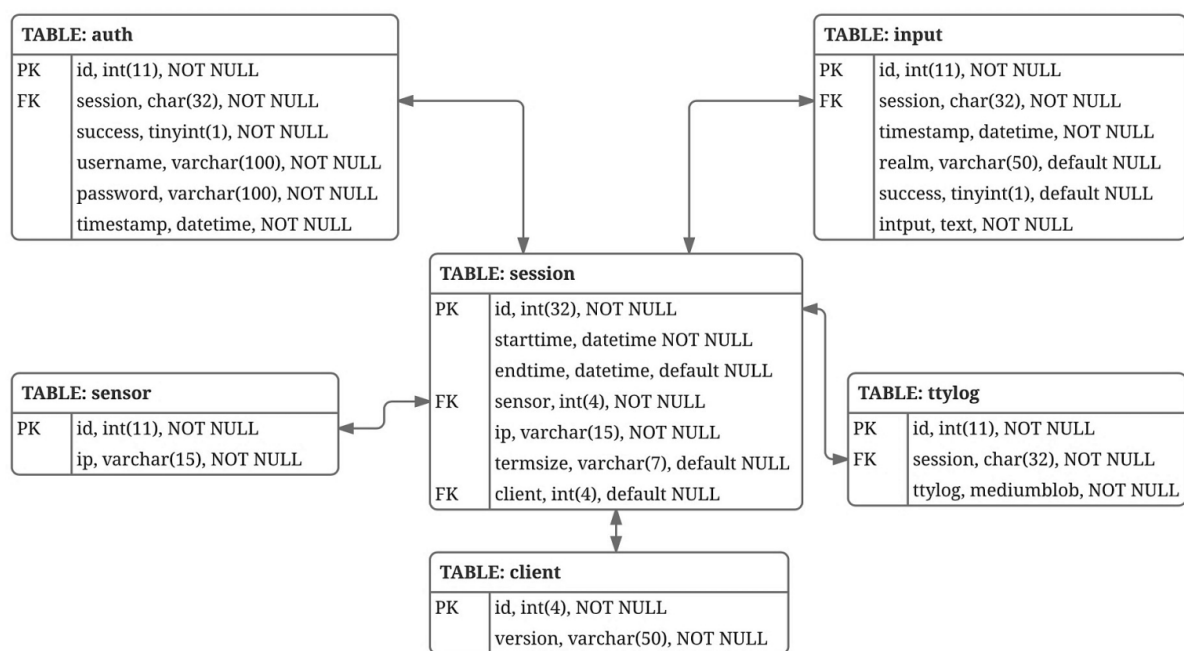 TABLE: auth
PK id, int(11), NOT NULL
FK session, char(32), NOT NULL
success, tinyint(1), NOT NULL
username, varchar(100), NOT NULL
password, varchar(100), NOT NULL
timestamp, datetime, NOT NULL
TABLE: input
PK id, int(11), NOT NULL
FK session, char(32), NOT NULL
timestamp, datetime, NOT NULL
realm, varchar(50), default NULL
success, tinyint(1), default NULL
intput, text, NOT NULL
TABLE: session
PK id, int(32), NOT NULL
starttime, datetime NOT NULL
endtime, datetime, default NULL
FK sensor, int(4), NOT NULL
ip, varchar(15), NOT NULL
termsize, varchar(7), default NULL
FK client, int(4), default NULL
TABLE: sensor
PK id, int(11), NOT NULL
ip, varchar(15), NOT NULL
TABLE: ttylog
PK id, int(11), NOT NULL
FK session, char(32), NOT NULL
ttylog, mediumblob, NOT NULL
TABLE: client
PK id, int(4), NOT NULL
version, varchar(50), NOT NULL